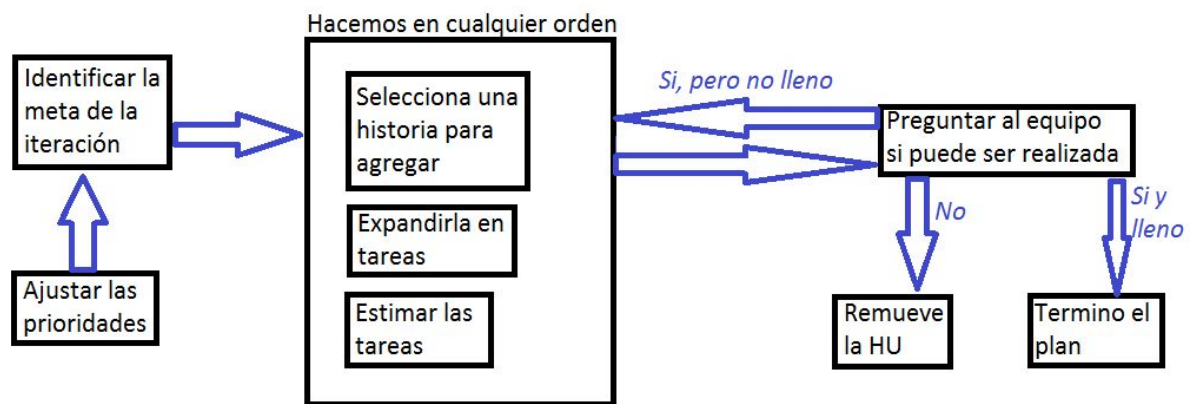 Hacemos en cualquier orden
Identificar la
meta de la
iteración
Ajustar las
prioridades
Selecciona una
historia para
agregar
Expandirla en
tareas
Estimar las
tareas
Si, pero no lleno
Preguntar al equipo
si puede ser realizada
No
Si y
lleno
Remueve
la HU
Termino el
plan